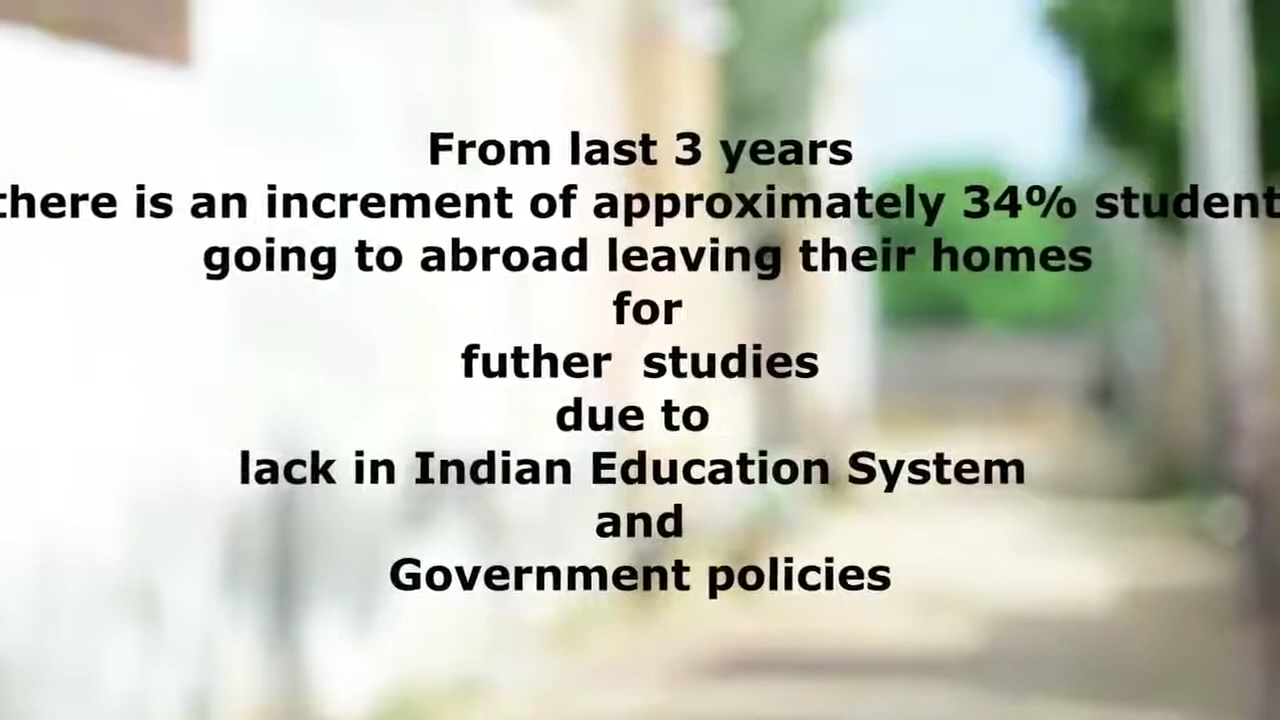 From last 3 years
there is an increment of approximately 34% student
going to abroad leaving their homes
for
futher  studies
due to
lack in Indian Education System
and
Government policies